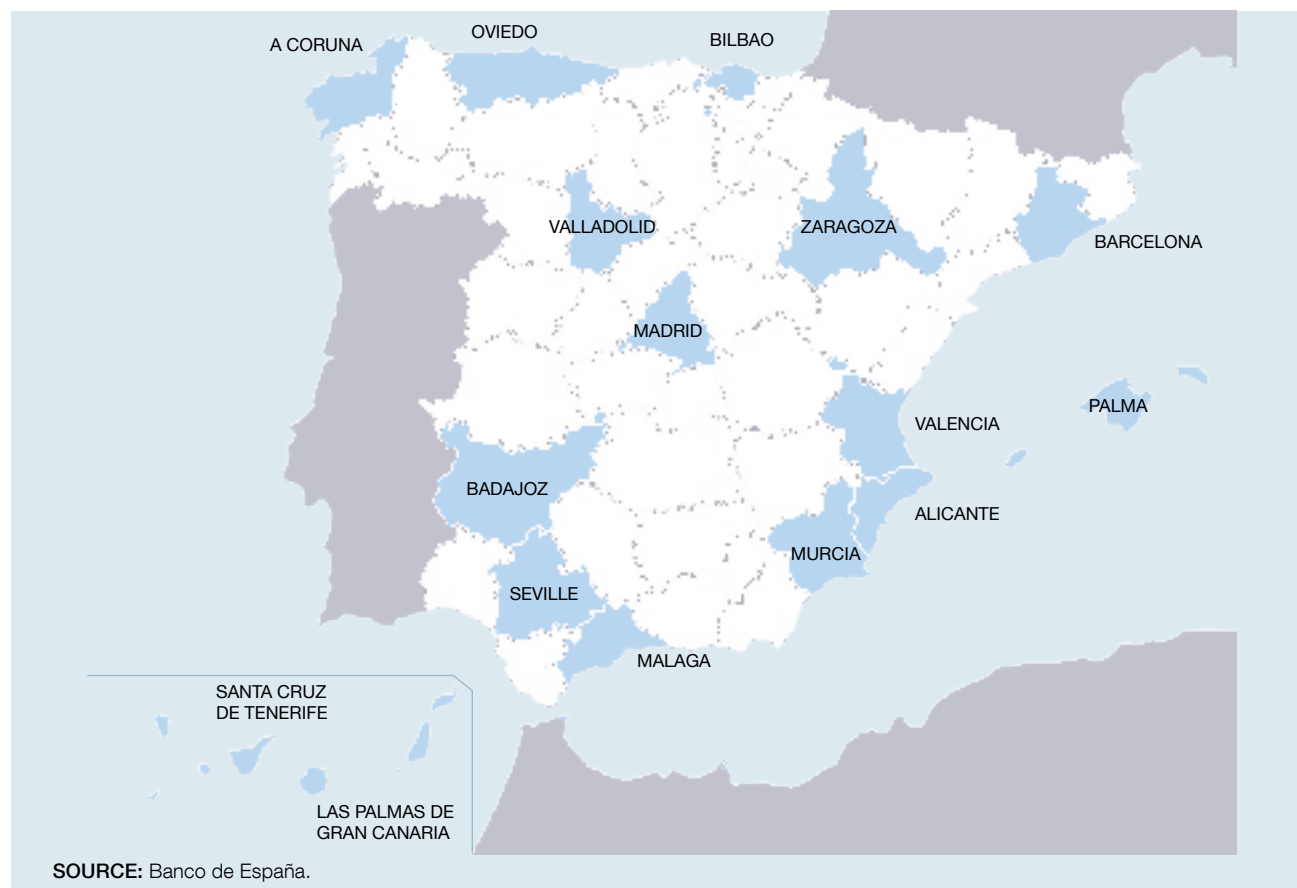 OVIEDO
A CORUNA
BILBAO
VALLADOLID
ZARAGOZA
BARCELONA
MADRID
PALMA
VALENCIA
BADAJOZ
ALICANTE
MURCIA
SEVILLE
MALAGA
SANTA CRUZ
DE TENERIFE
LAS PALMAS DE
GRAN CANARIA
SOURCE: Banco de España.